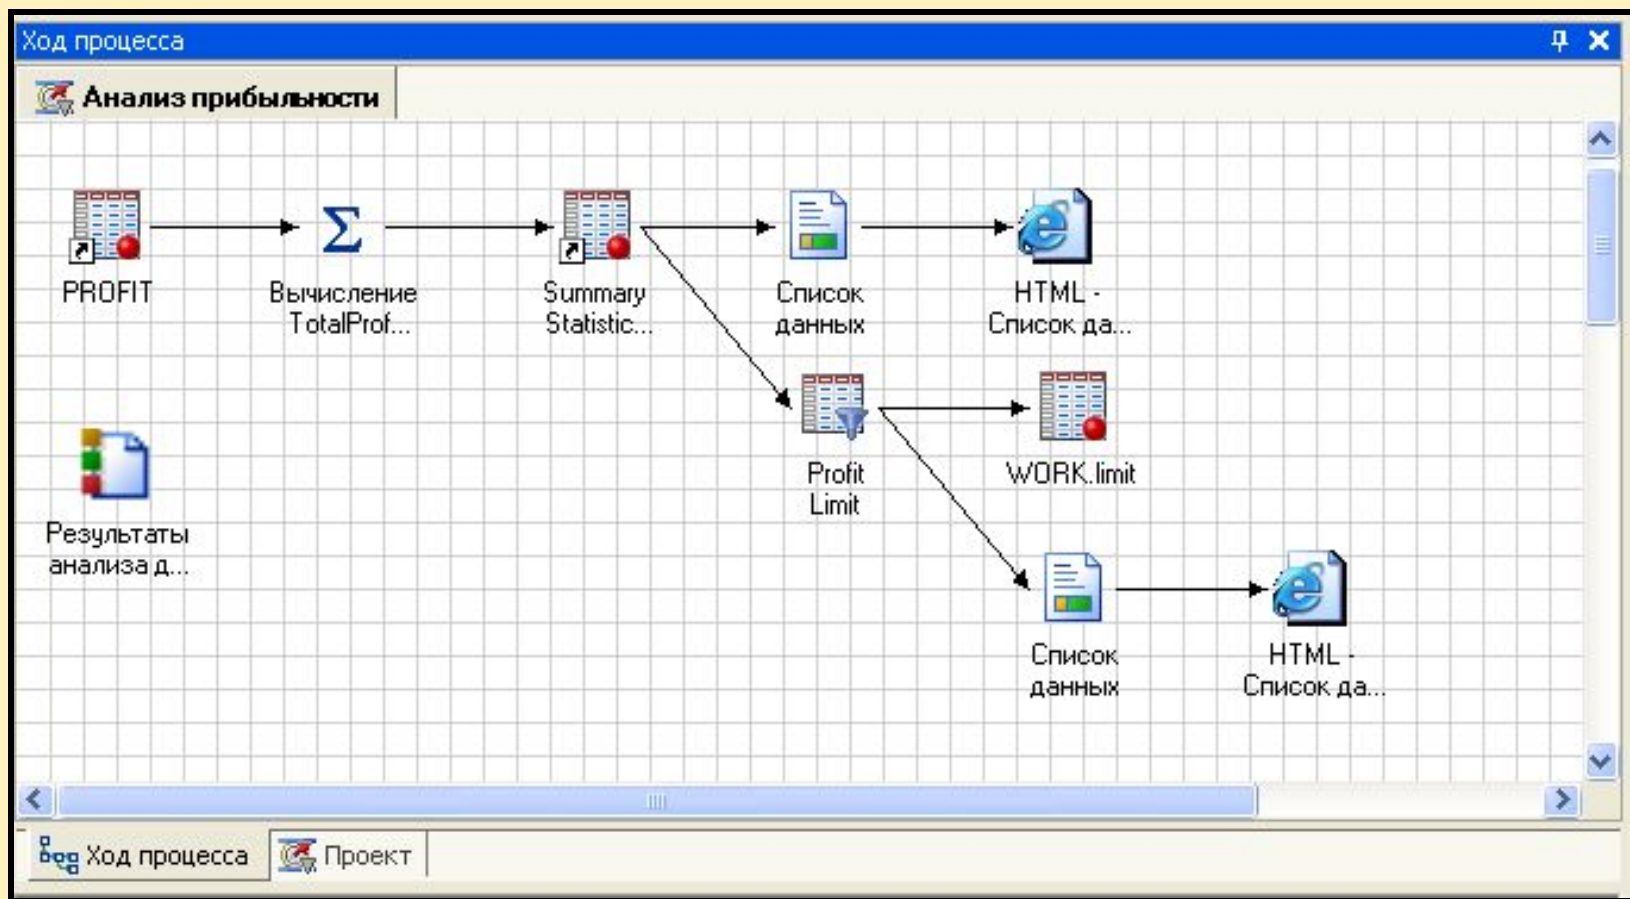 Ход процесса
Анализ прибыльности
PROFIT
Вычисление
TotalProf...
Summary
Statistic...
Список
данных
HTML -
Список да...
Profit
Limit
WORK.limit
Результаты
анализа д...
Список
данных
HTML -
Список да...
Ход процесса
Проект